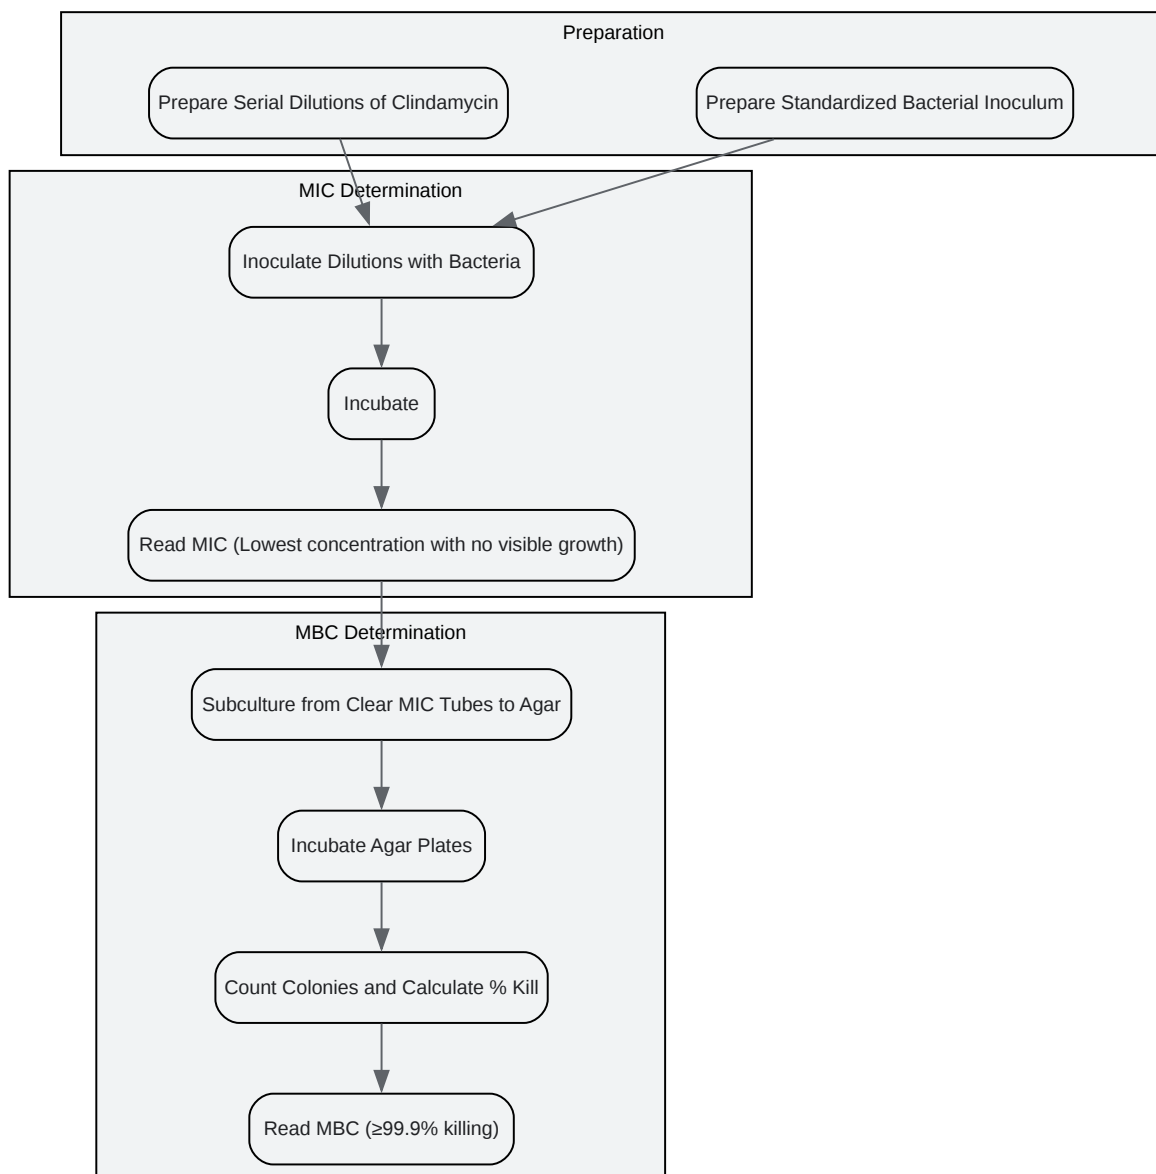 Preparation
Prepare Serial Dilutions of Clindamycin
Prepare Standardized Bacterial Inoculum
MIC Determination
Inoculate Dilutions with Bacteria
Incubate
Read MIC (Lowest concentration with no visible growth)
MBC Determination
Subculture from Clear MIC Tubes to Agar
Incubate Agar Plates
Count Colonies and Calculate % Kill
Read MBC (≥99.9% killing)